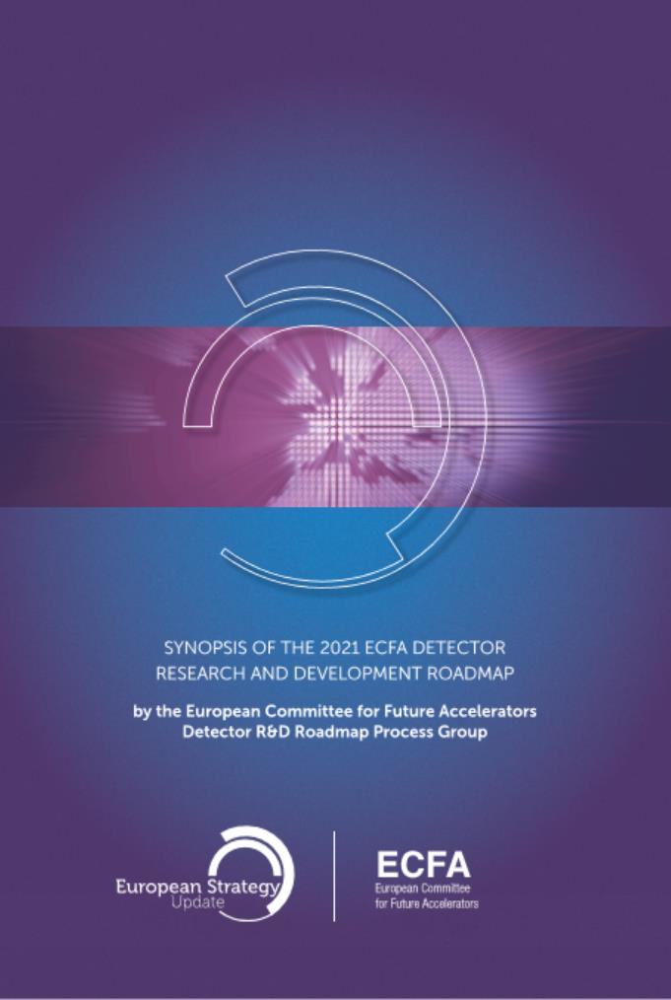 SYNOPSIS OF THE 2021 ECFA DETECTOR
RESEARCH AND DEVELOPMENT ROADMAP
by the European Committee for Future Accelerators
Detector R&D Roadmap Process Group
European Strategy
Update
ECFA
European Committee
for Future Accelerators